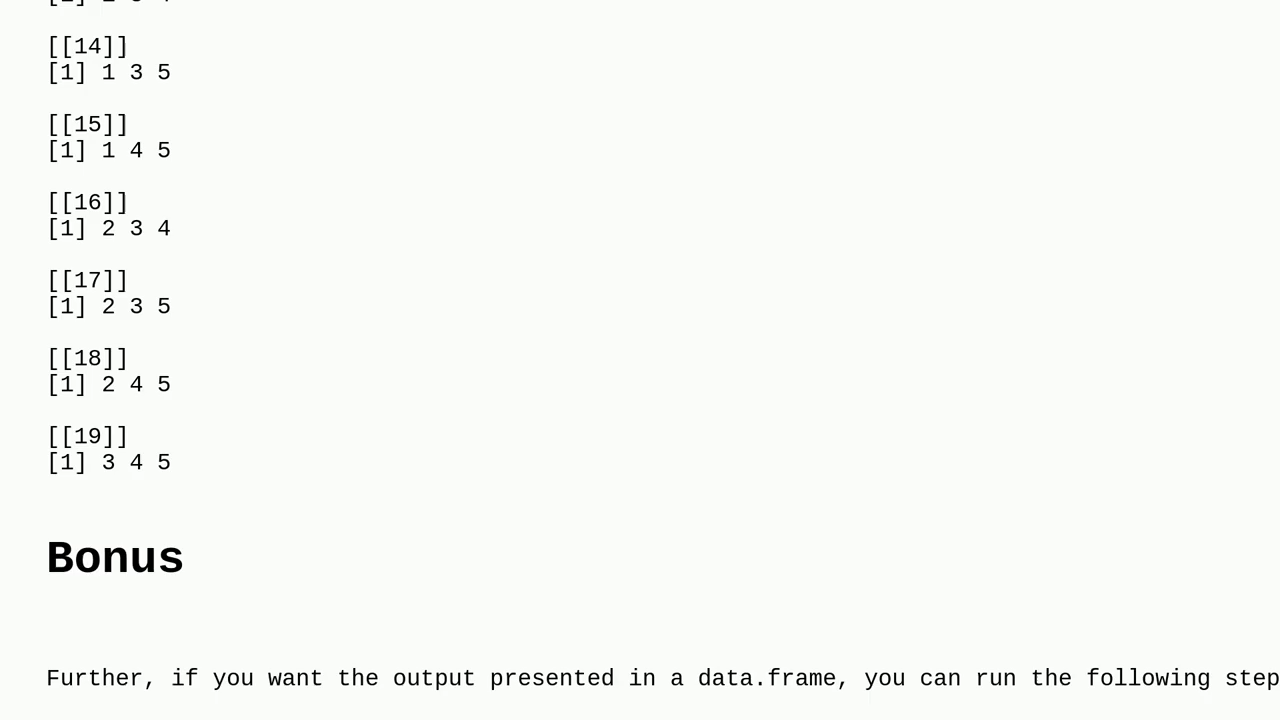 [[14]]
[1] 1 3 5
[[15]]
[1] 1 4 5
[[16]]
[1] 2 3 4
[[17]]
[1] 2 3 5
[[18]]
[1] 2 4 5
[[19]]
[1] 3 4 5
Bonus
Further, if you want the output presented in a data.frame, you can run the following step